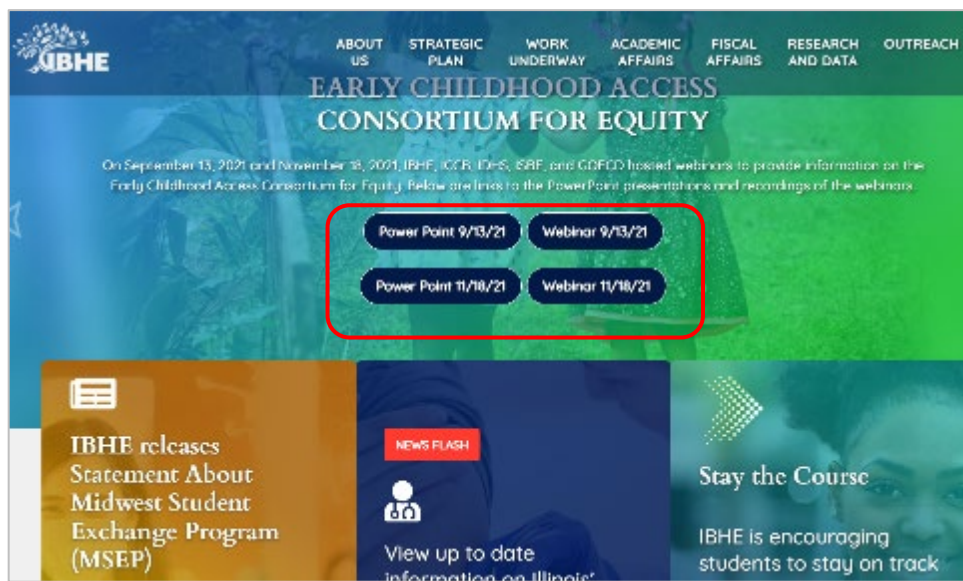 IBHE
ABOUT US
STRATEGIC PLAN
WORK UNDERWAY
ACADEMIC AFFAIRS
FISCAL AFFAIRS
RESEARCH AND DATA
OUTREACH
EARLY CHILDHOOD ACCESS
CONSORTIUM FOR EQUITY
On September 13, 2021 and November 18, 2021, IBHE, ICCB, IDHS, ISBE, and GOECD hosted webinars to provide information on the
Early Childhood Access Consortium for Equity. Below are links to the PowerPoint presentations and recordings of the webinars.
Power Point 9/13/21
Webinar 9/13/21
Power Point 11/18/21
Webinar 11/18/21
IBHE releases
Statement About
Midwest Student
Exchange Program
(MSEP)
NEWS FLASH
View up to date
information on Illinois'
Stay the Course
IBHE is encouraging
students to stay on track